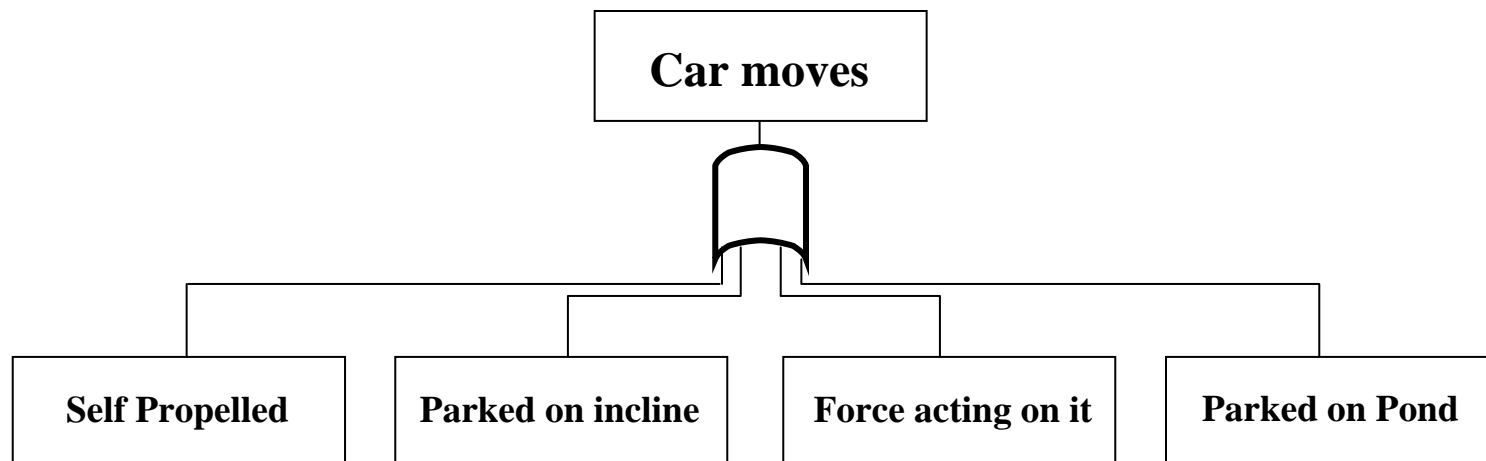 Car moves
Self Propelled
Parked on incline
Force acting on it
Parked on Pond